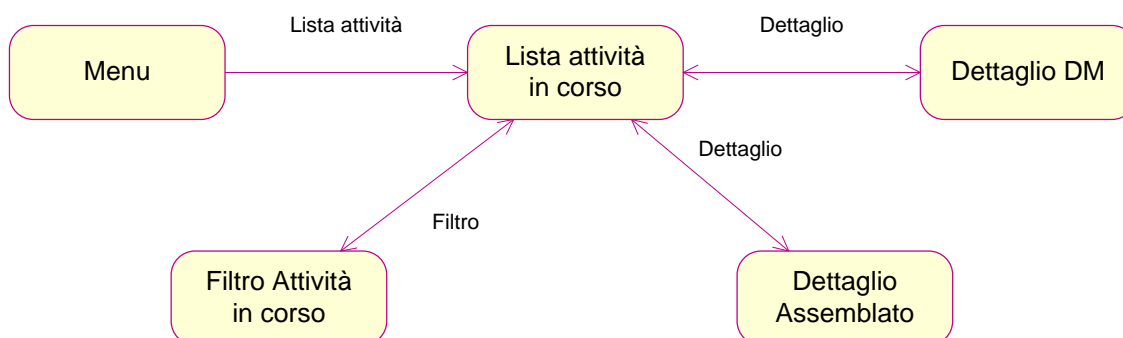 Lista attività
Dettaglio
Menu
Lista attività
in corso
Dettaglio DM
Dettaglio
Filtro
Filtro Attività
in corso
Dettaglio
Assemblato